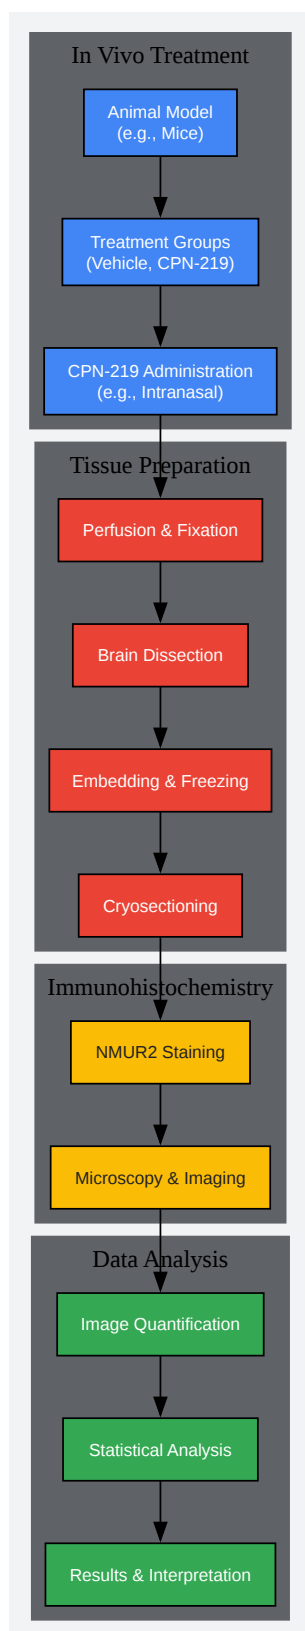 In Vivo Treatment
Animal Model
(e.g., Mice)
Treatment Groups
(Vehicle, CPN-219)
CPN-219 Administration
(e.g., Intranasal)
Tissue Preparation
Perfusion & Fixation
Brain Dissection
Embedding & Freezing
Cryosectioning
Immunohistochemistry
NMUR2 Staining
Microscopy & Imaging
Data Analysis
Image Quantification
Statistical Analysis
Results & Interpretation